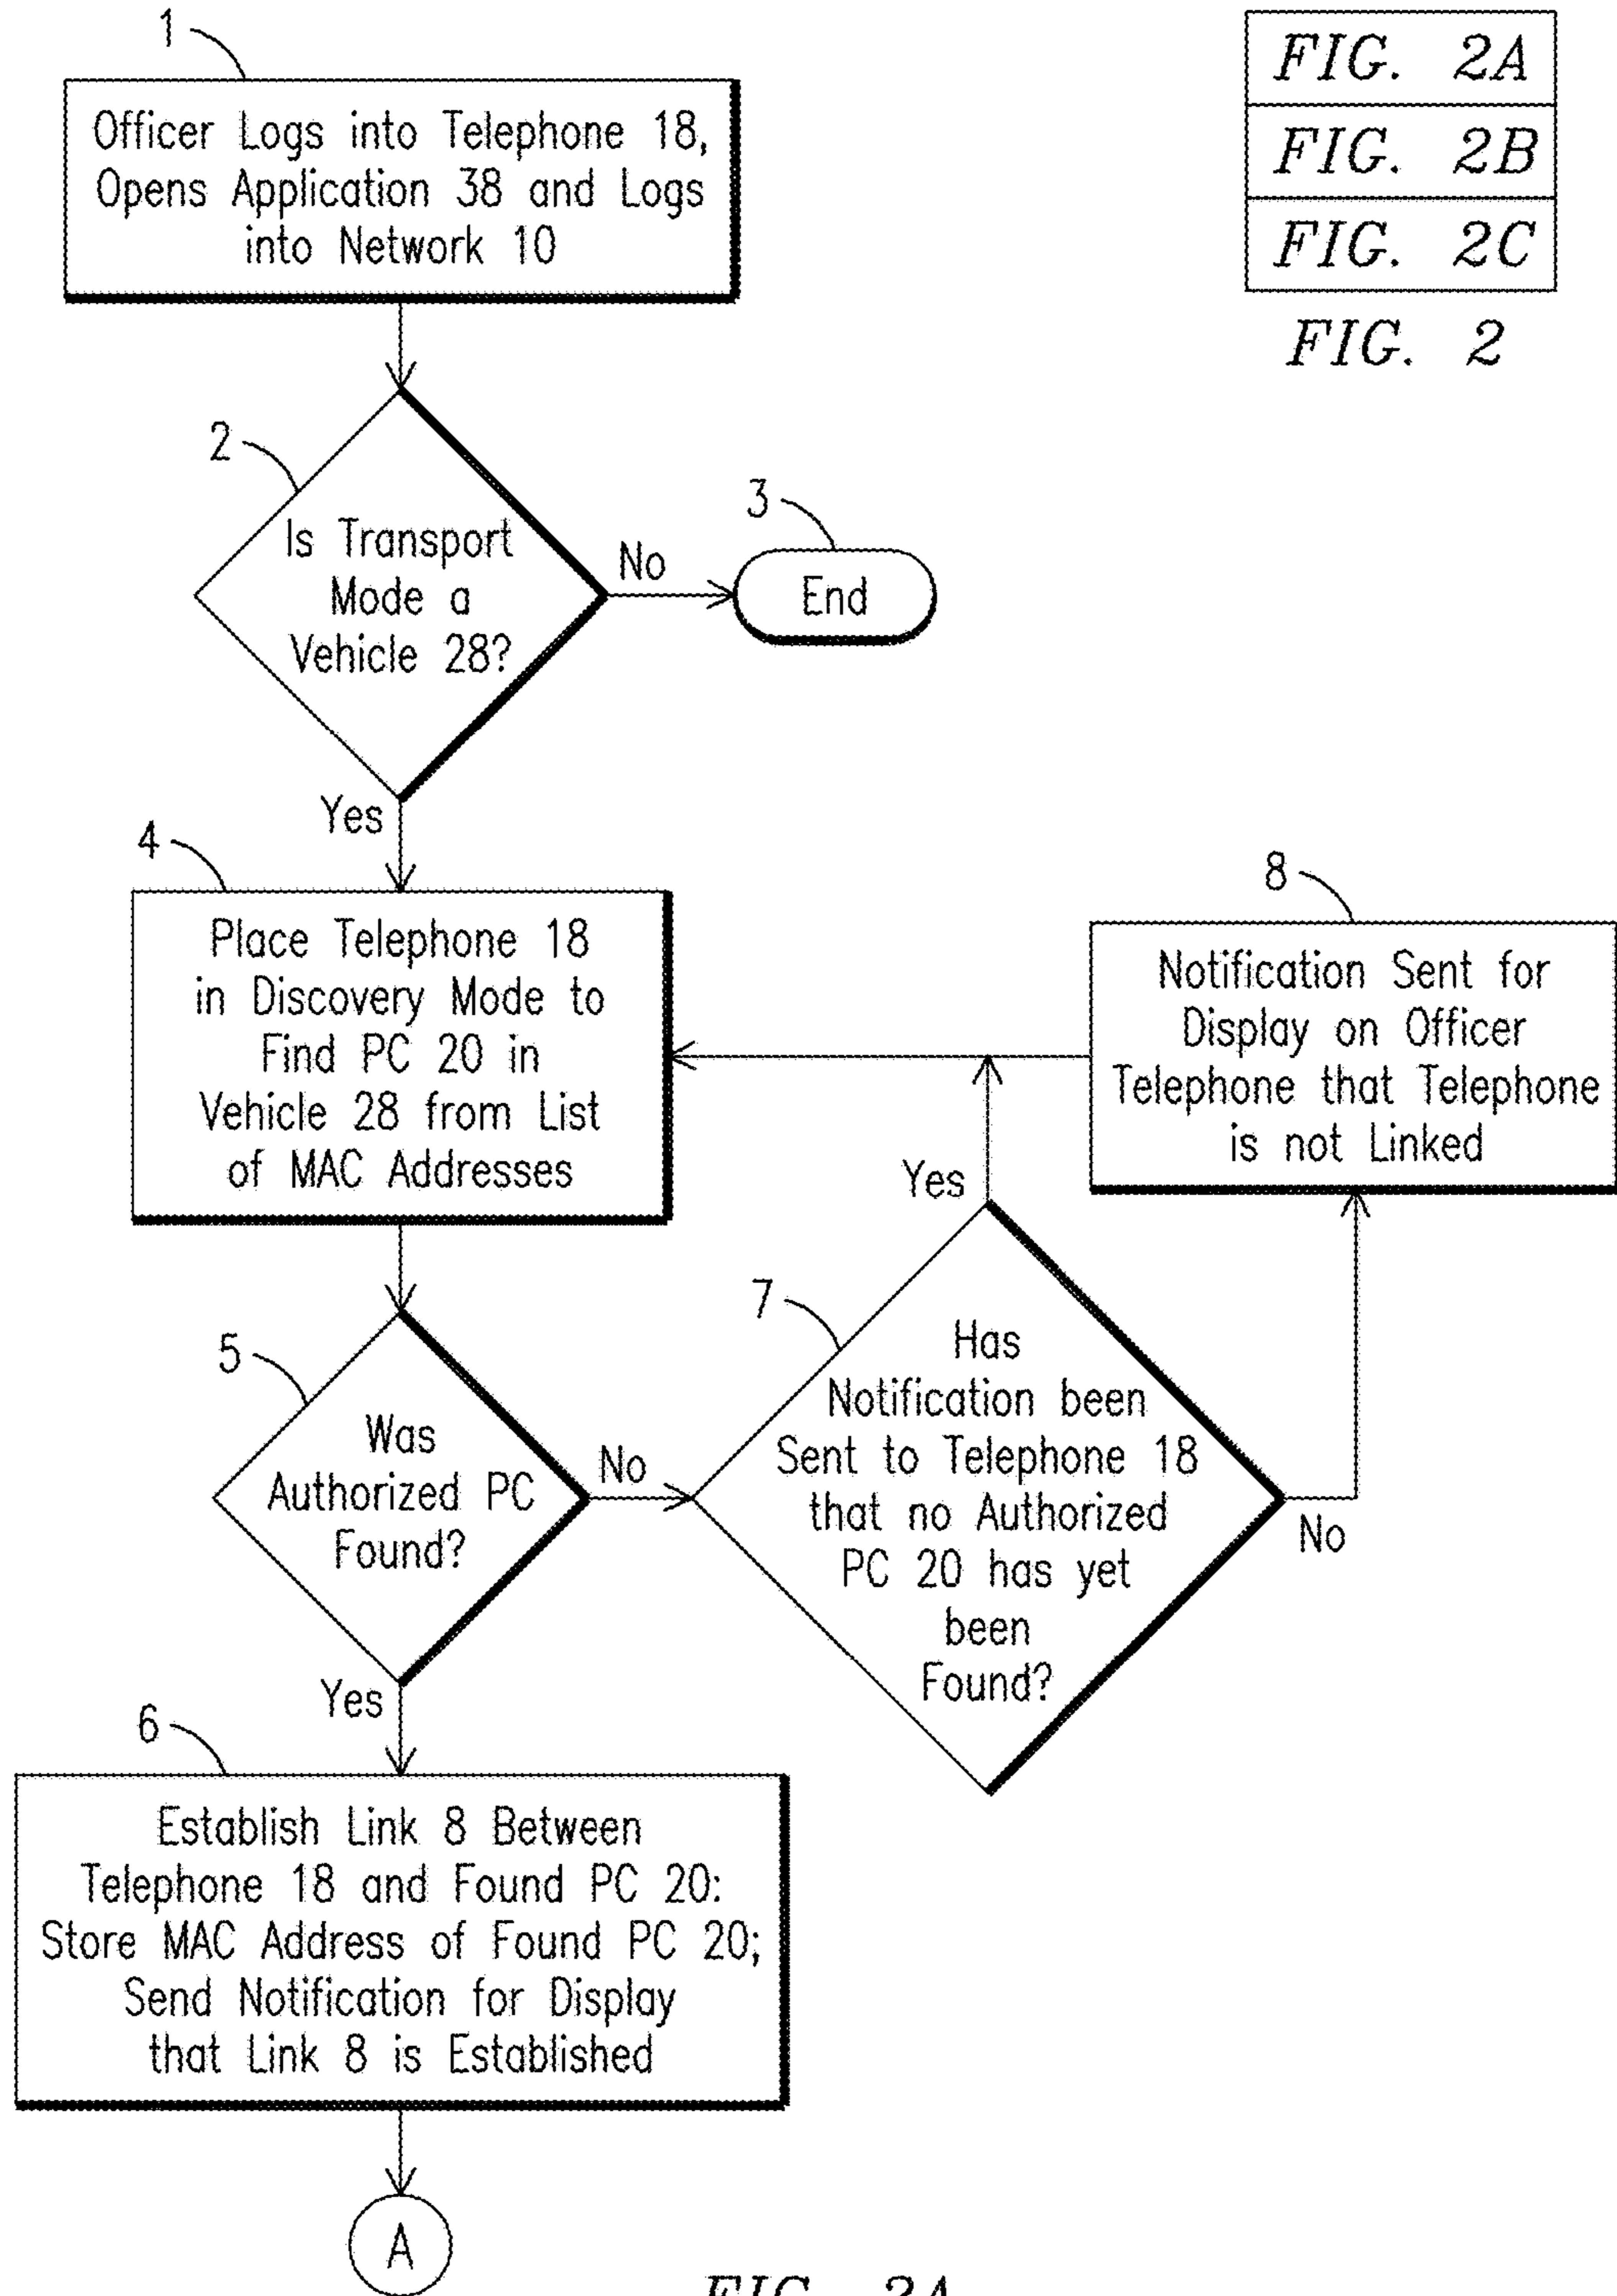 1
Officer Logs into Telephone 18,
Opens Application 38 and Logs
into Network 10
FIG. 2A
FIG. 2B
FIG. 2C
FIG. 2
2
Is Transport
Mode a
Vehicle 28?
No
3
End
Yes
4
Place Telephone 18
in Discovery Mode to
Find PC 20 in
Vehicle 28 from List
of MAC Addresses
8
Notification Sent for
Display on Officer
Telephone that Telephone
is not Linked
5
Was
Authorized PC
Found?
No
7
Has
Notification been
Sent to Telephone 18
that no Authorized
PC 20 has yet
been
Found?
Yes
No
Yes
6
Establish Link 8 Between
Telephone 18 and Found PC 20:
Store MAC Address of Found PC 20;
Send Notification for Display
that Link 8 is Established
A
FIG. 2A